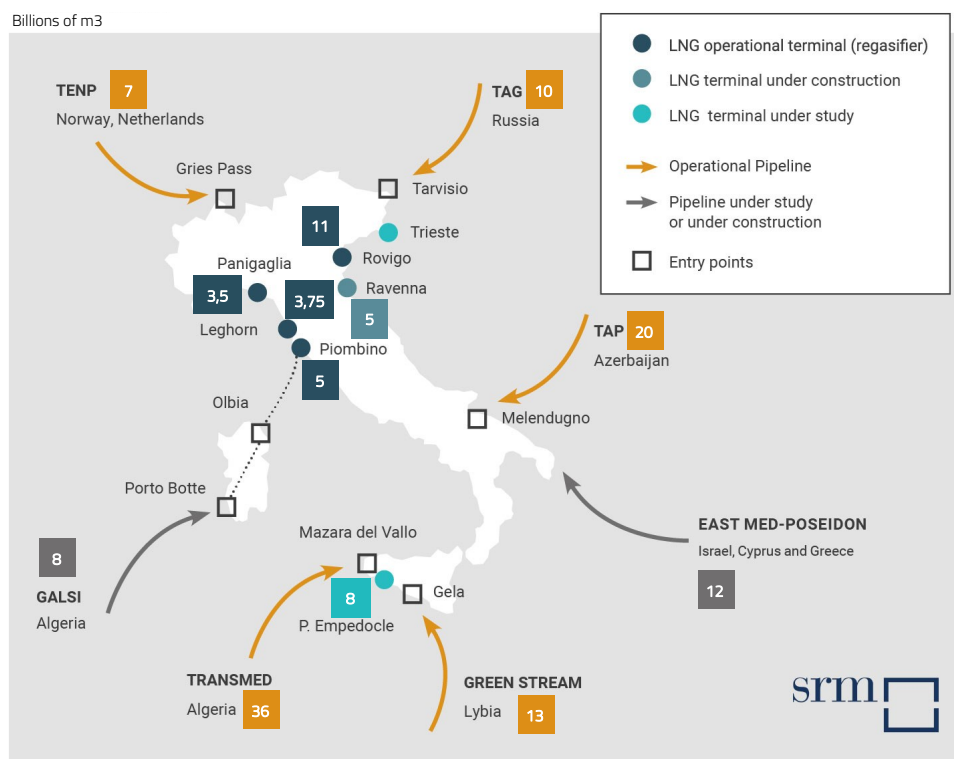 Billions of m3
LNG operational terminal (regasifier)
LNG terminal under construction
LNG terminal under study
Operational Pipeline
Pipeline under study
or under construction
Entry points
TENP 7
Norway, Netherlands
TAG 10
Russia
Gries Pass
Tarvisio
11
Trieste
Rovigo
Panigaglia
3,5
3,75
Ravenna
5
Leghorn
Piombino
5
TAP 20
Azerbaijan
Olbia
Melendugno
Porto Botte
EAST MED-POSEIDON
Israel, Cyprus and Greece
12
Mazara del Vallo
8
GALSI
Algeria
Gela
8
P. Empedocle
TRANSMED
Algeria 36
GREEN STREAM
Lybia 13
srm